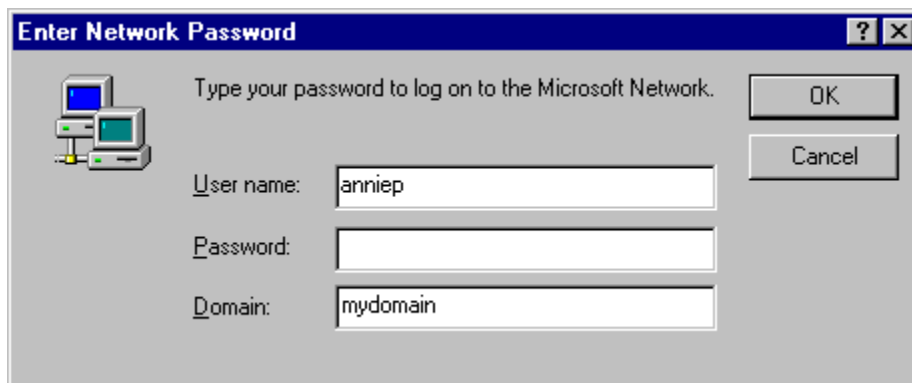 Enter Network Password
Type your password to log on to the Microsoft Network.
OK
Cancel
User name: anniep
Password:
Domain: mydomain